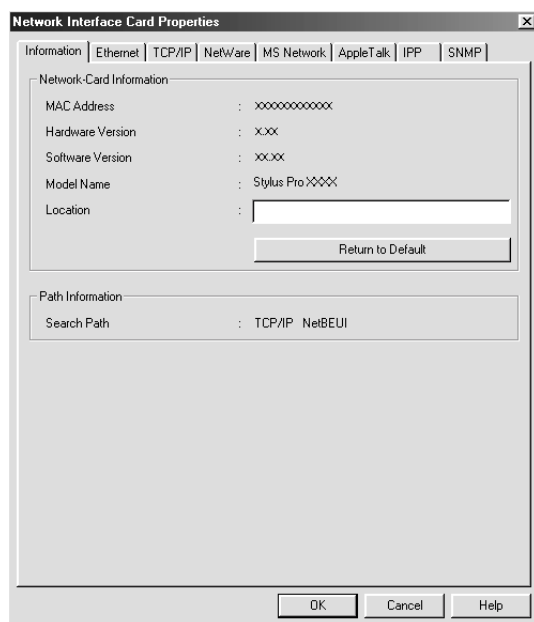 Network Interface Card Properties
Information Ethernet TCP/IP NetWare MS Network AppleTalk IPP SNMP
Network-Card Information
MAC Address : XXXXXXXXXXXX
Hardware Version : X.XX
Software Version : XX.XX
Model Name : Stylus Pro XXXX
Location :
Return to Default
Path Information
Search Path : TCP/IP NetBEUI
OK Cancel Help